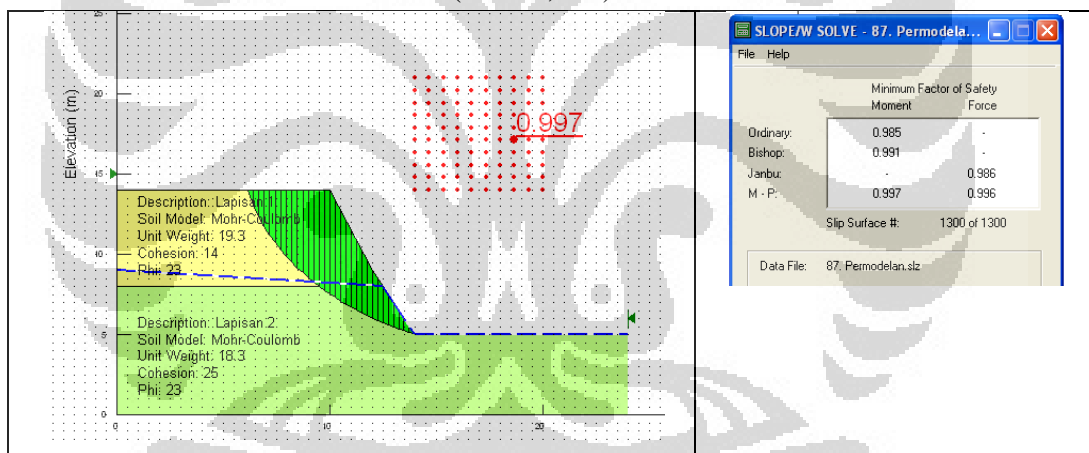 25
20
15
10
5
0
Elevation (m)
0.997
Description: Lapisan 1
Soil Model: Mohr-Coulomb
Unit Weight: 19.3
Cohesion: 14
Phi: 23
Description: Lapisan 2
Soil Model: Mohr-Coulomb
Unit Weight: 18.3
Cohesion: 25
Phi: 23
0
10
20
SLOPE/W SOLVE - 87. Permodela...
File Help
Minimum Factor of Safety
Moment Force
Ordinary: 0.985 -
Bishop: 0.991 -
Janbu: - 0.986
M - P: 0.997 0.996
Slip Surface #: 1300 of 1300
Data File: 87. Permodelan.slz